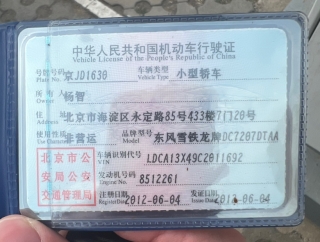 中华人民共和国机动车行驶证
Vehicle License of the People's Republic of China
号牌号码 京JD1630 车辆类型 小型轿车
Plate No. Vehicle Type
所有人 杨智
Owner
住址 北京市海淀区永定路85号433楼7门20号
Address
使用性质 非营运 品牌型号 东风雪铁龙牌DC7207DTAA
Use Character Model
北京市公 车辆识别代号 LDCA13X49C2011692
VIN
安局公安 发动机号码 8512261
Engine No.
交通管理局 注册日期 2012-06-04 发证日期 2012-06-04
Register Date Issue Date